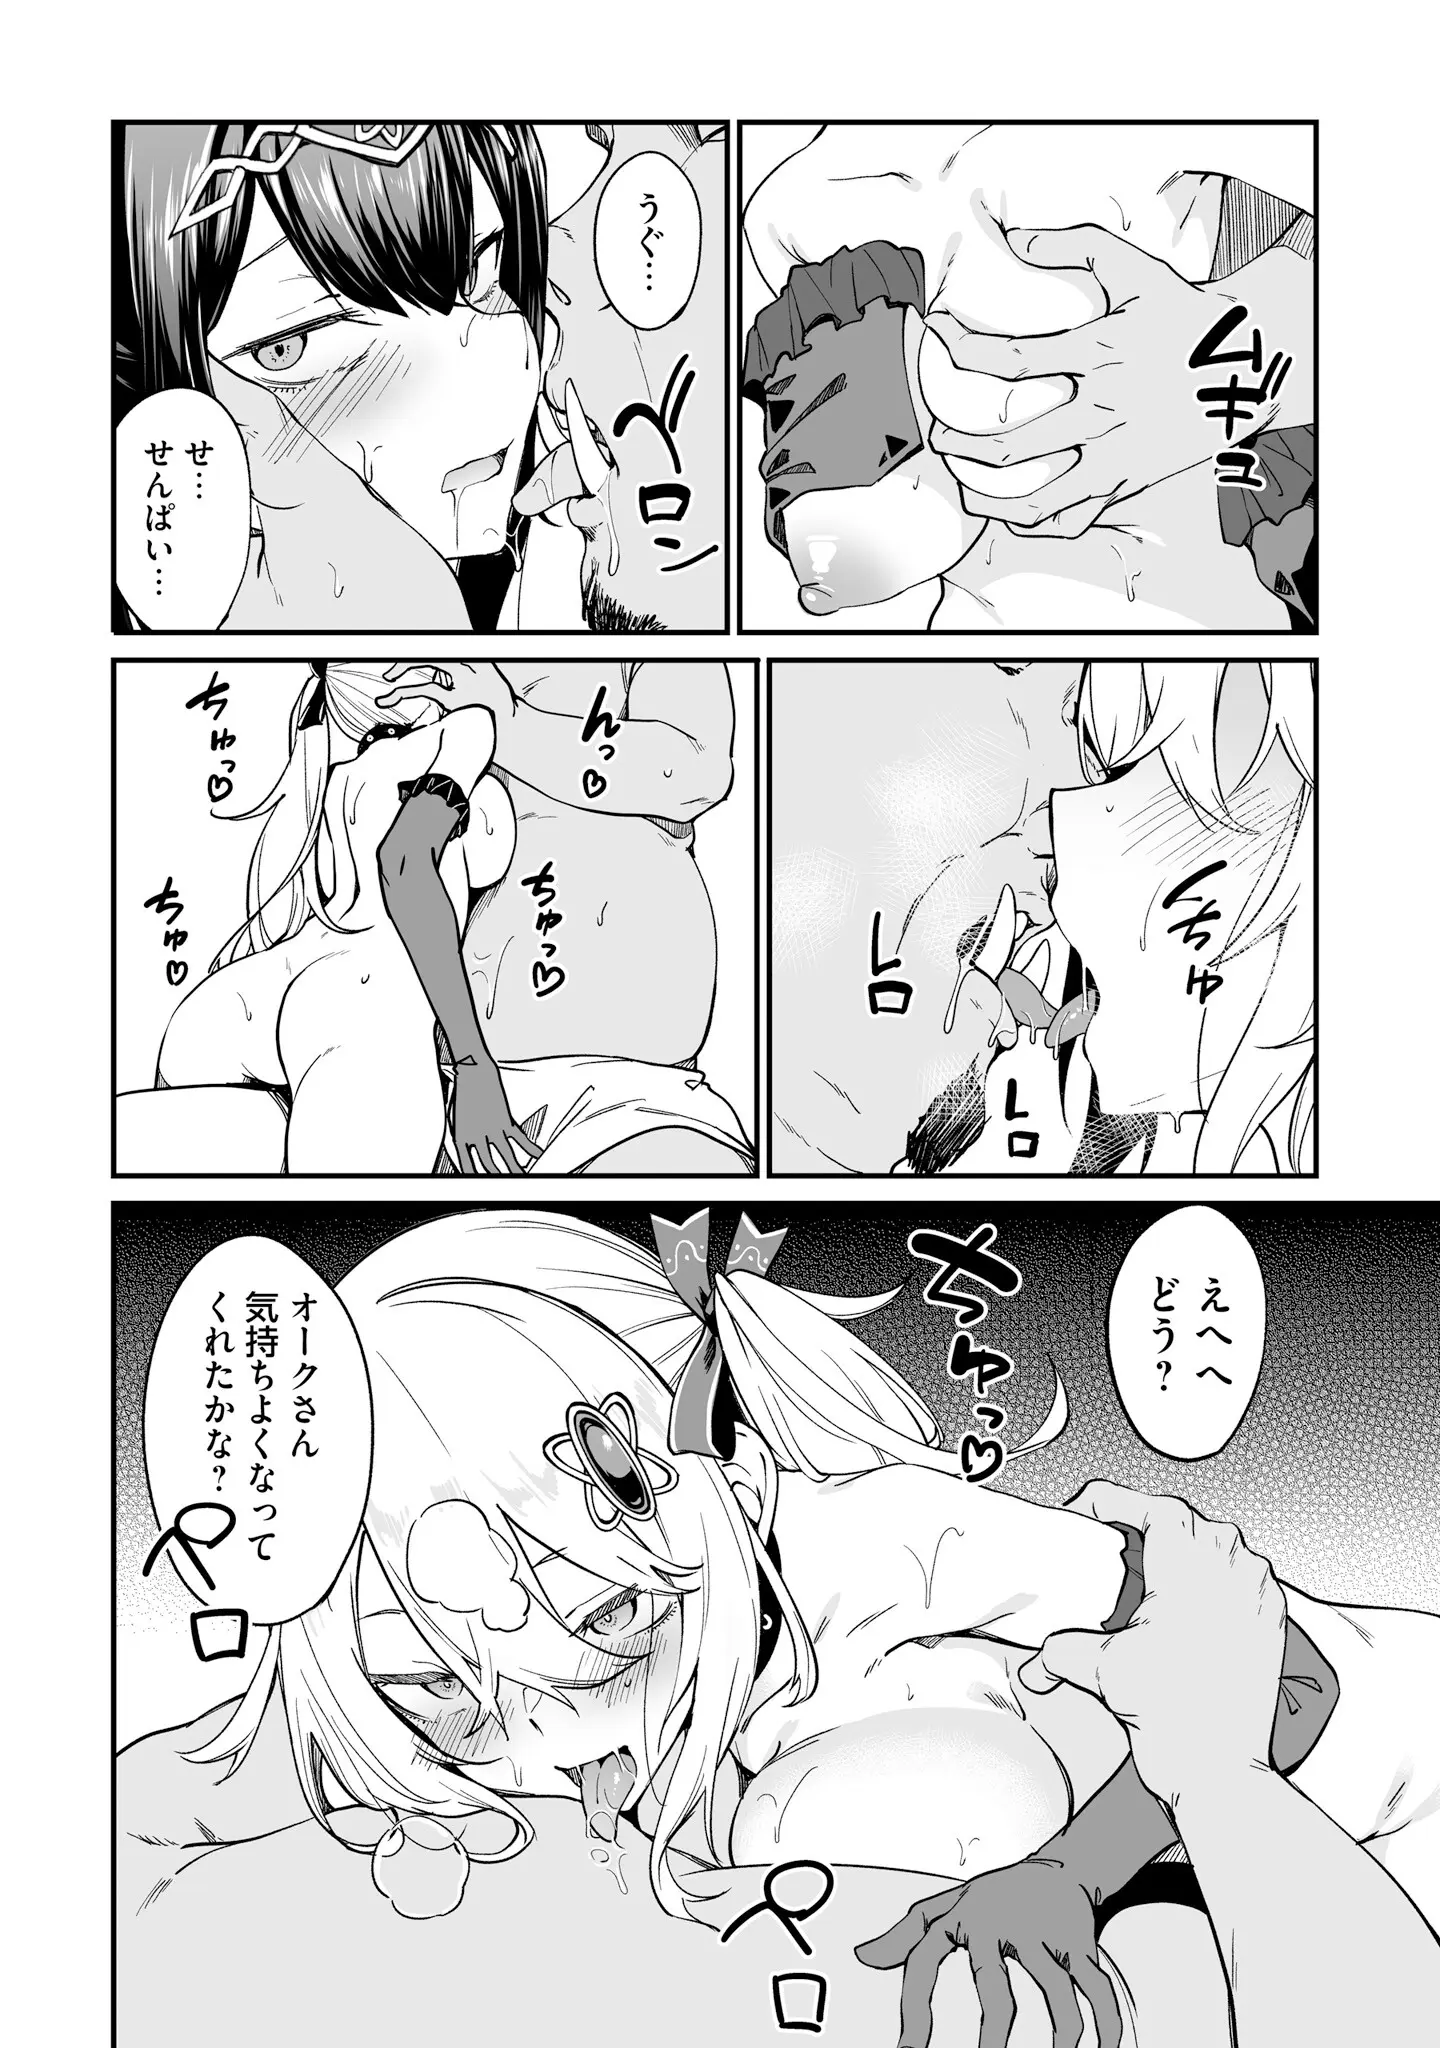 ムギュ
うぐ…
ベロン
せ…
せんぱい…
ちゅ
レロ
レロ
んっ♡
ちゅっ♡
ちゅっ♡
ちゅ♡
えへへ
どう?
ちゅっ♡
オークさん
気持ちよくなって
くれたかな?
ペロ
ペロ